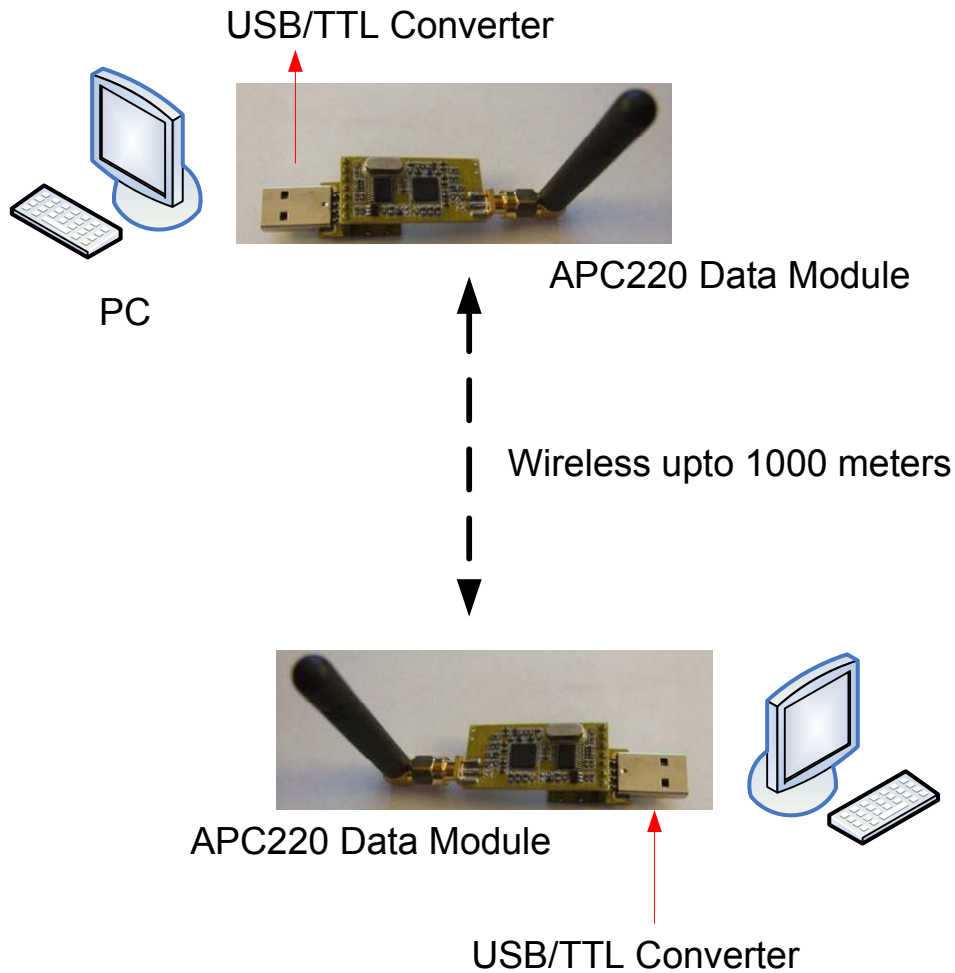 USB/TTL Converter
APC220 Data Module
PC
Wireless upto 1000 meters
APC220 Data Module
USB/TTL Converter